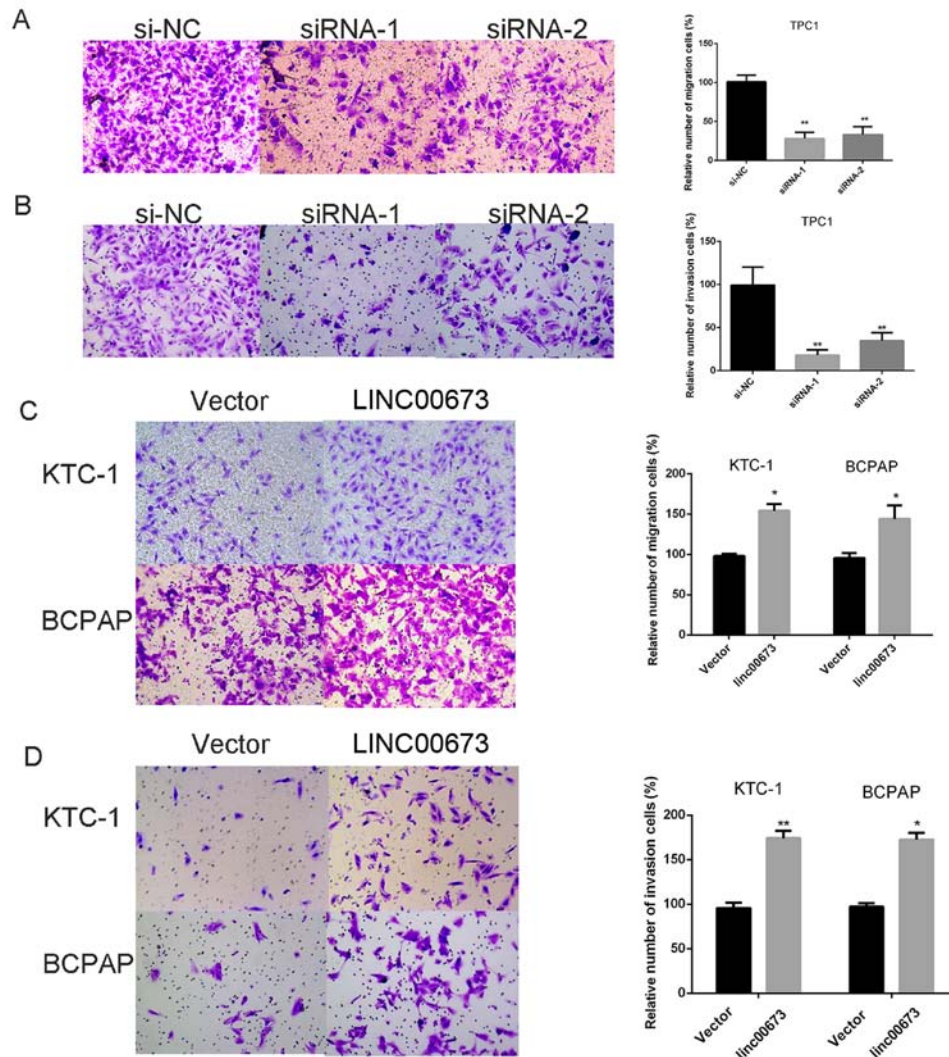 A
si-NC siRNA-1 siRNA-2
TPC1
Relative number of migration cells (%)
150
100
50
0
**
**
si-NC
siRNA-1
siRNA-2
B
si-NC siRNA-1 siRNA-2
TPC1
Relative number of invasion cells (%)
150
100
50
0
**
**
si-NC
siRNA-1
siRNA-2
C
Vector LINC00673
KTC-1
BCPAP
Relative number of migration cells (%)
200
150
100
50
0
KTC-1
BCPAP
*
*
Vector
linc00673
Vector
linc00673
D
Vector LINC00673
KTC-1
BCPAP
Relative number of invasion cells (%)
200
150
100
50
0
KTC-1
BCPAP
**
*
Vector
linc00673
Vector
linc00673